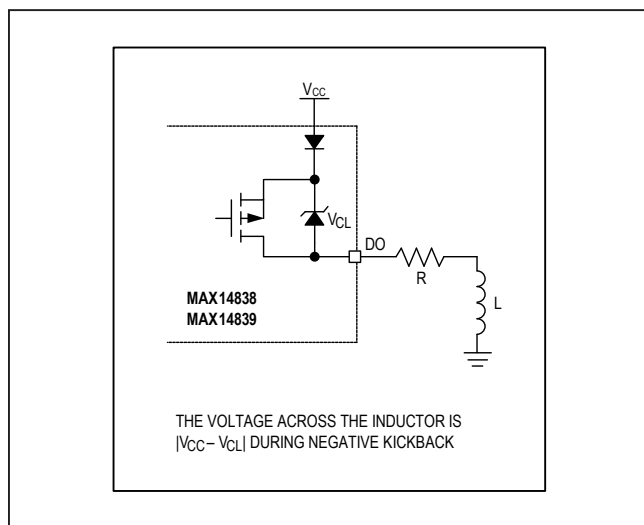 VCC
VCL
DO
R
L
MAX14838
MAX14839
THE VOLTAGE ACROSS THE INDUCTOR IS
|VCC – VCL| DURING NEGATIVE KICKBACK